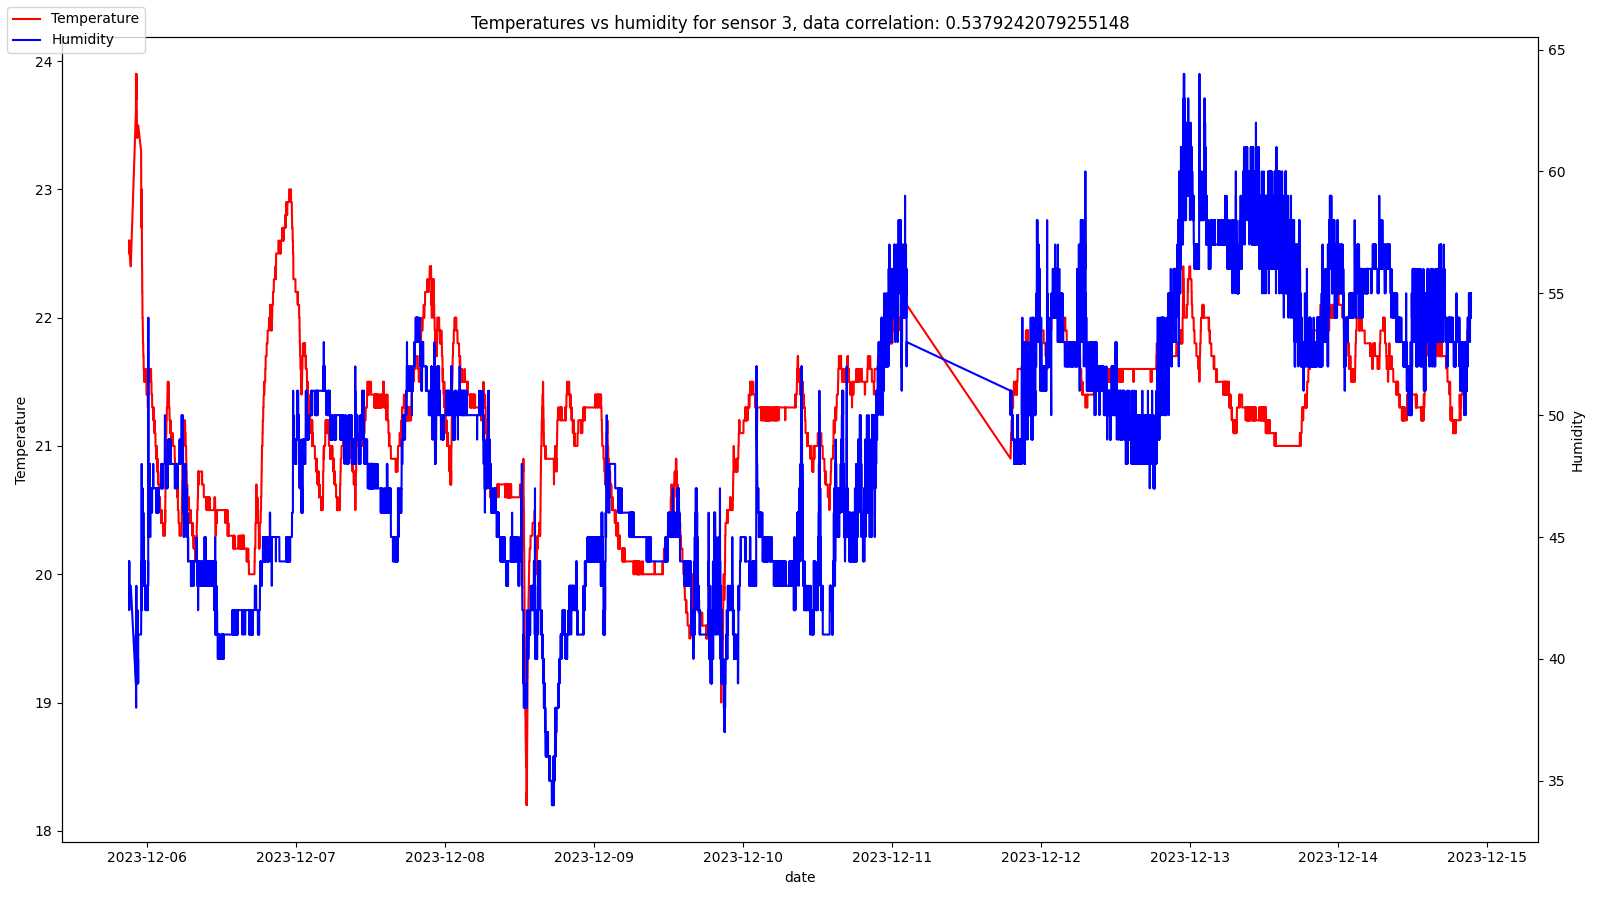 Temperatures vs humidity for sensor 3, data correlation: 0.5379242079255148
Temperature
Humidity
24
23
22
21
20
19
18
Temperature
65
60
55
50
45
40
35
Humidity
2023-12-06 2023-12-07 2023-12-08 2023-12-09 2023-12-10 2023-12-11 2023-12-12 2023-12-13 2023-12-14 2023-12-15
date